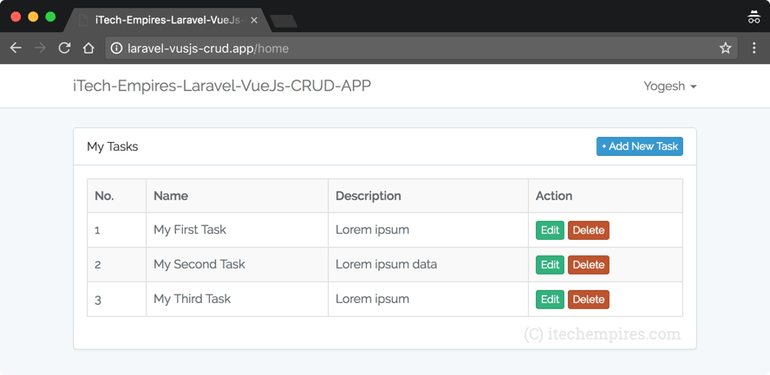 iTech-Empires-Laravel-VueJs-
laravel-vusjs-crud.app/home
iTech-Empires-Laravel-VueJs-CRUD-APP
Yogesh
My Tasks
+ Add New Task
No. Name Description Action
1 My First Task Lorem ipsum Edit Delete
2 My Second Task Lorem ipsum data Edit Delete
3 My Third Task Lorem ipsum Edit Delete
(C) itechempires.com